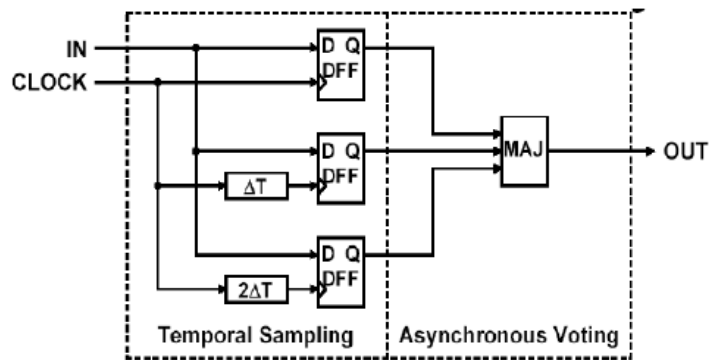 IN
CLOCK
D Q
DFF
D Q
DFF
ΔT
D Q
DFF
2ΔT
MAJ
OUT
Temporal Sampling
Asynchronous Voting